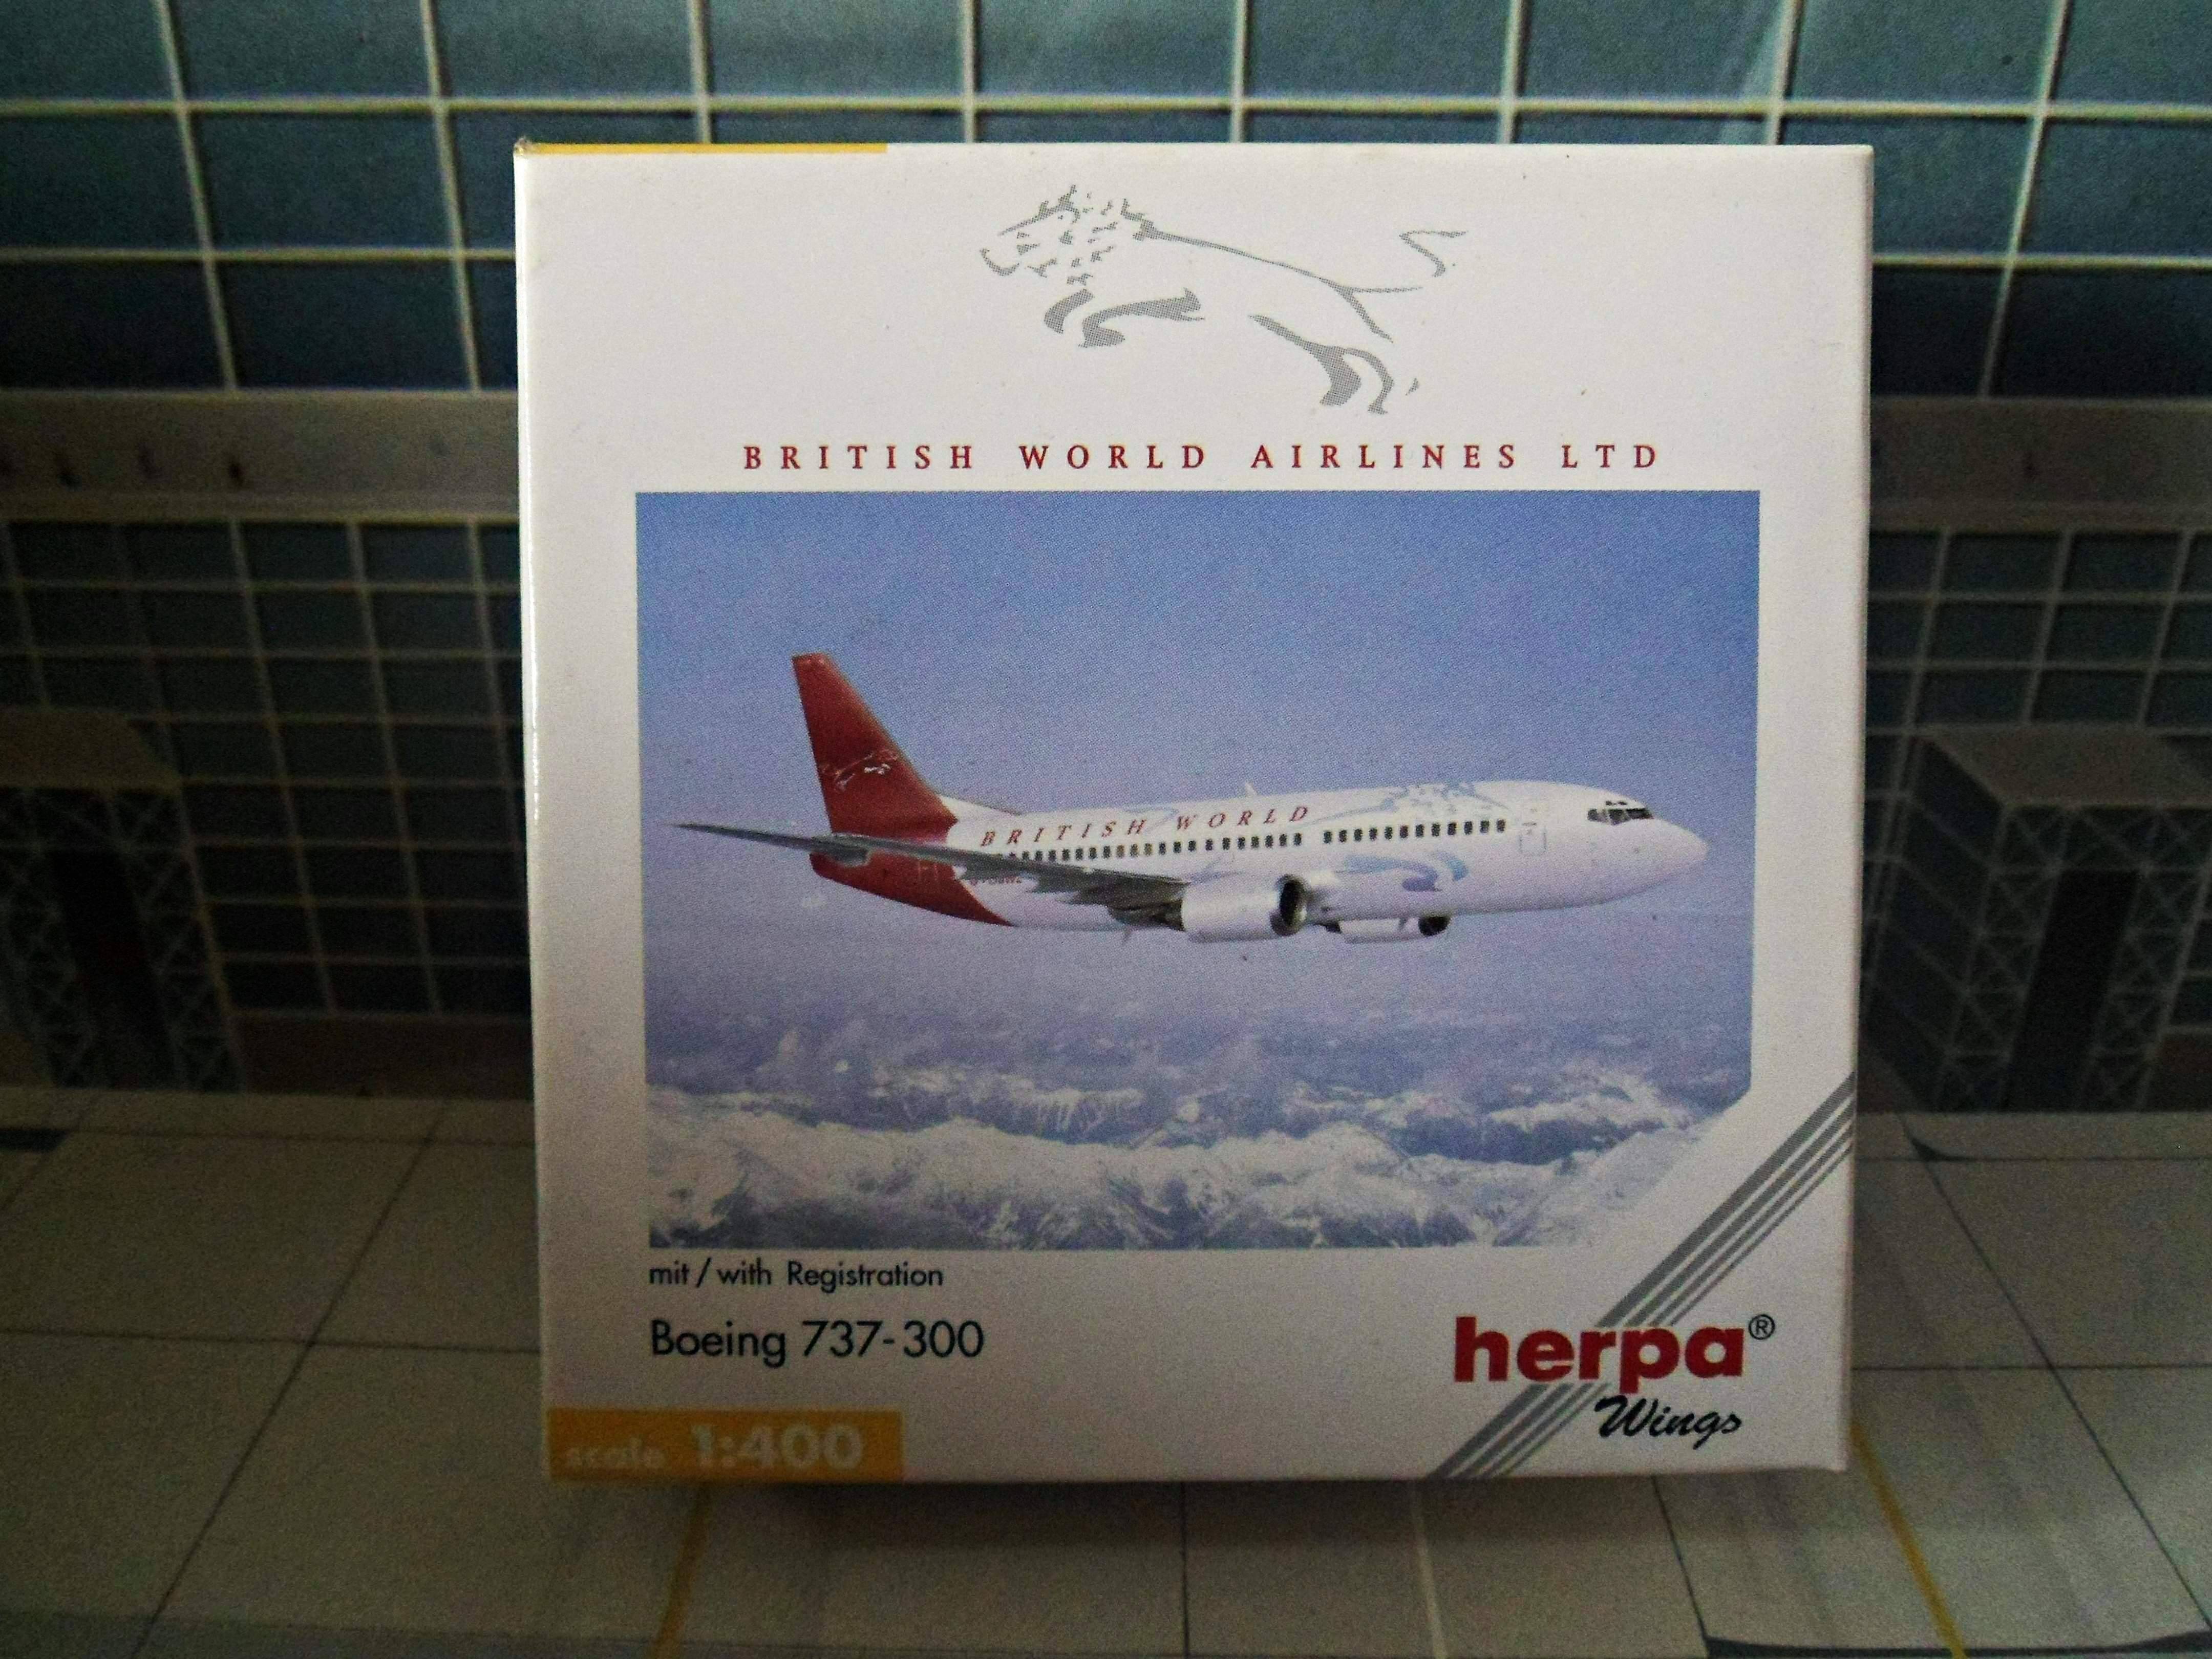 BRITISH WORLD AIRLINES LTD
BRITISH WORLD
mit / with Registration
Boeing 737-300
herpa®
Wings
scale 1:400